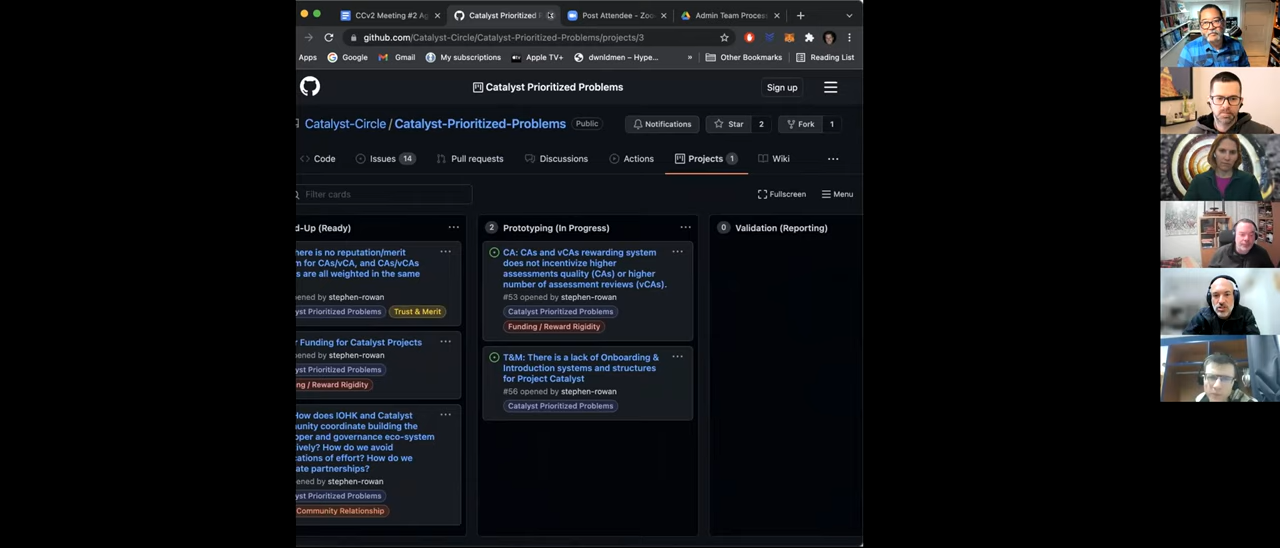 CCv2 Meeting #2 Ag
Catalyst Prioritized P
Post Attendee - Zoo
Admin Team Process
github.com/Catalyst-Circle/Catalyst-Prioritized-Problems/projects/3
Apps
Google
Gmail
My subscriptions
Apple TV+
dwnldmen – Hype...
»
Other Bookmarks
Reading List
Catalyst Prioritized Problems
Sign up
Catalyst-Circle / Catalyst-Prioritized-Problems
Public
Notifications
Star 2
Fork 1
Code
Issues 14
Pull requests
Discussions
Actions
Projects 1
Wiki
Filter cards
Fullscreen
Menu
d-Up (Ready)
here is no reputation/merit
m for CAs/vCA, and CAs/vCAs
s are all weighted in the same
opened by stephen-rowan
yst Prioritized Problems
Trust & Merit
r Funding for Catalyst Projects
pened by stephen-rowan
yst Prioritized Problems
ng / Reward Rigidity
How does IOHK and Catalyst
unity coordinate building the
oper and governance eco-system
ively? How do we avoid
cations of effort? How do we
ate partnerships?
ened by stephen-rowan
yst Prioritized Problems
Community Relationship
2 Prototyping (In Progress)
CA: CAs and vCAs rewarding system
does not incentivize higher
assessments quality (CAs) or higher
number of assessment reviews (vCAs).
#53 opened by stephen-rowan
Catalyst Prioritized Problems
Funding / Reward Rigidity
T&M: There is a lack of Onboarding &
Introduction systems and structures
for Project Catalyst
#56 opened by stephen-rowan
Catalyst Prioritized Problems
0 Validation (Reporting)